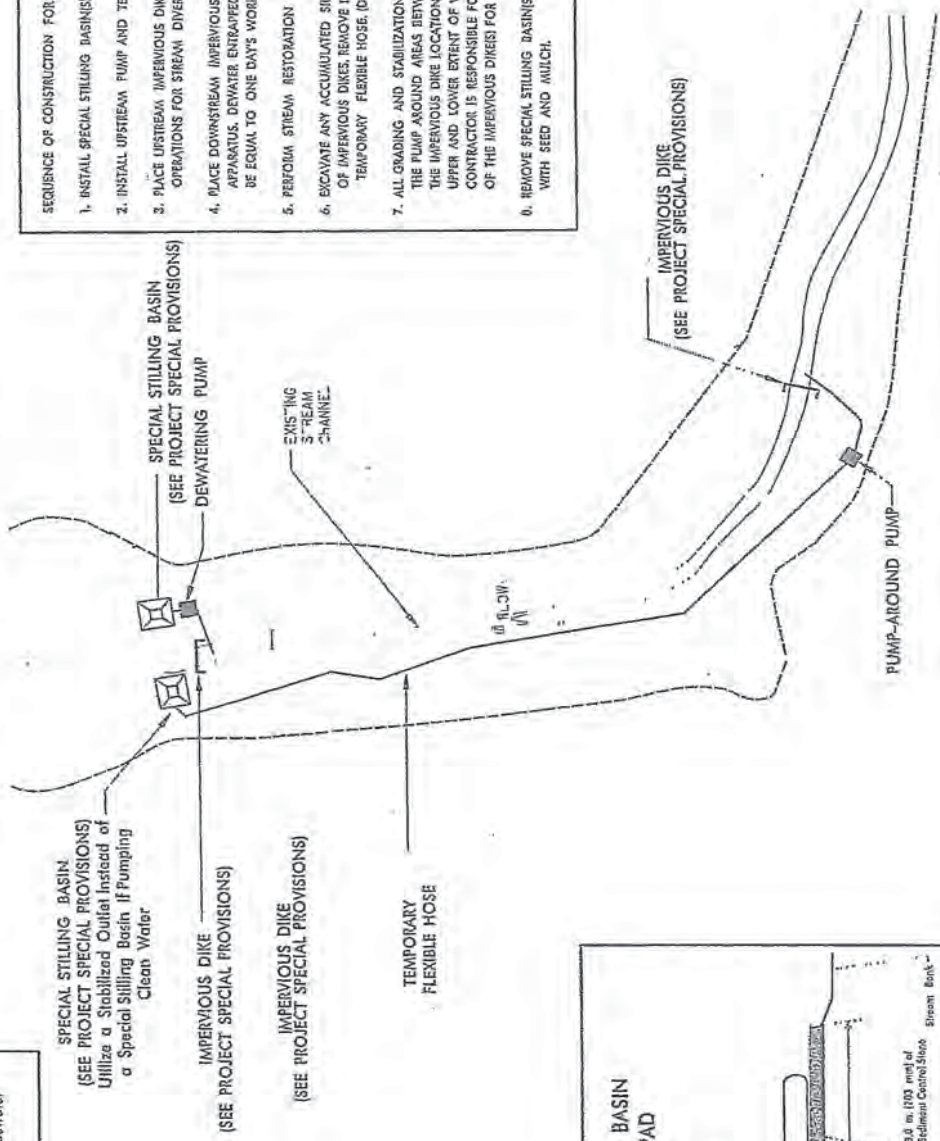 SEQUENCE OF CONSTRUCTION FOR
1. INSTALL SPECIAL STILLING BASIN(S)
2. INSTALL UPSTREAM PUMP AND TE
3. PLACE UPSTREAM IMPERVIOUS DIK
OPERATIONS FOR STREAM DIVER
4. PLACE DOWNSTREAM IMPERVIOUS
APPARATUS. DEWATER ENTRAPPED
BE EQUAL TO ONE DAY'S WORK
5. PERFORM STREAM RESTORATION
6. EXCAVATE ANY ACCUMULATED SIL
OF IMPERVIOUS DIKES. REMOVE I
TEMPORARY FLEXIBLE HOSE, (D
7. ALL GRADING AND STABILIZATION
THE PUMP AROUND AREAS BETW
THE IMPERVIOUS DIKE LOCATION
UPPER AND LOWER EXTENT OF W
CONTRACTOR IS RESPONSIBLE FO
OF THE IMPERVIOUS DIKE(S) FOR
8. REMOVE SPECIAL STILLING BASIN(S)
WITH SEED AND MULCH.
SPECIAL STILLING BASIN
(SEE PROJECT SPECIAL PROVISIONS)
DEWATERING PUMP
EXISTING
STREAM
CHANNEL
IMPERVIOUS DIKE
(SEE PROJECT SPECIAL PROVISIONS)
FLOW
PUMP-AROUND PUMP
SPECIAL STILLING BASIN
(SEE PROJECT SPECIAL PROVISIONS)
Utilize a Stabilized Outlet Instead of
a Special Stilling Basin If Pumping
Clean Water
IMPERVIOUS DIKE
(SEE PROJECT SPECIAL PROVISIONS)
IMPERVIOUS DIKE
(SEE PROJECT SPECIAL PROVISIONS)
TEMPORARY
FLEXIBLE HOSE
BASIN
AD
mm) of
Sediment Control Stone
Stream Bank